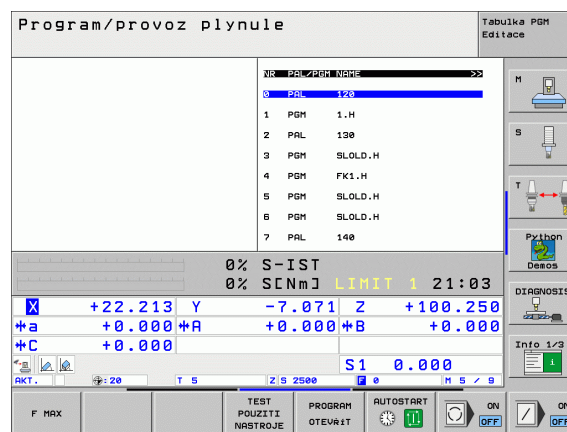 Program/provoz plynule
Tabulka PGM
Editace
NR PAL/PGM NAME >>
0 PAL 120
1 PGM 1.H
2 PAL 130
3 PGM SLOLD.H
4 PGM FK1.H
5 PGM SLOLD.H
6 PGM SLOLD.H
7 PAL 140
M
S
T
Python
Demos
DIAGNOSIS
Info 1/3
i
0% S-IST
0% S[Nm] LIMIT 1 21:03
X +22.213 Y -7.071 Z +100.250
a +0.000 A +0.000 B +0.000
C +0.000
S1 0.000
AKT. :20 T 5 Z S 2500 F 0 M 5 / 9
F MAX
TEST
POUZITI
NASTROJE
PROGRAM
OTEVŘIT
AUTOSTART
ON
OFF
ON
OFF